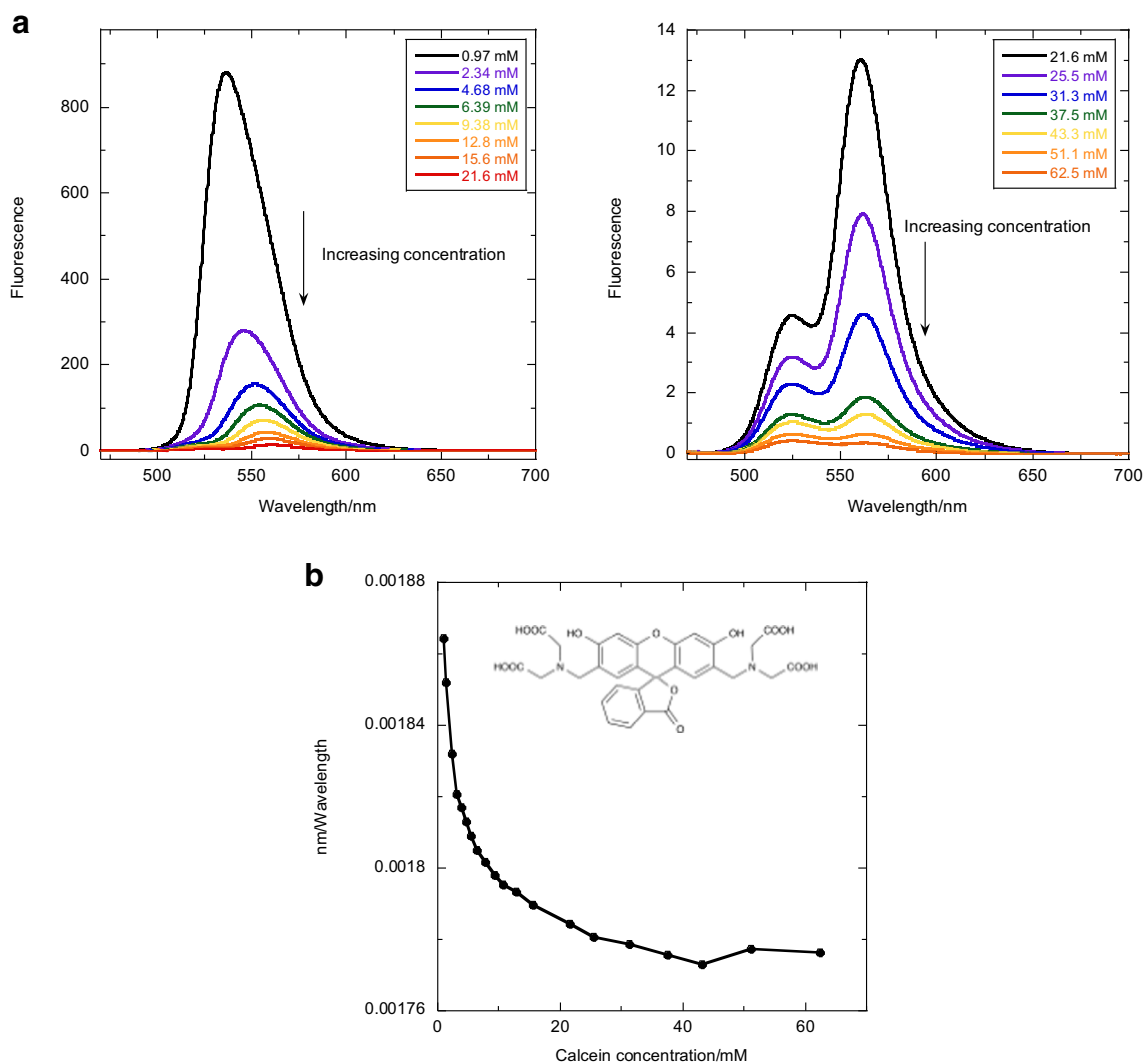 a
0.97 mM
2.34 mM
4.68 mM
6.39 mM
9.38 mM
12.8 mM
15.6 mM
21.6 mM
800
600
400
200
0
500
550
600
650
700
Fluorescence
Wavelength/nm
Increasing concentration
14
12
10
8
6
4
2
0
21.6 mM
25.5 mM
31.3 mM
37.5 mM
43.3 mM
51.1 mM
62.5 mM
500
550
600
650
700
Fluorescence
Wavelength/nm
Increasing concentration
b
0.00188
0.00184
0.0018
0.00176
0
20
40
60
nm/Wavelength
Calcein concentration/mM
HOOC
HOOC
N
HO
O
OH
O
O
N
COOH
COOH